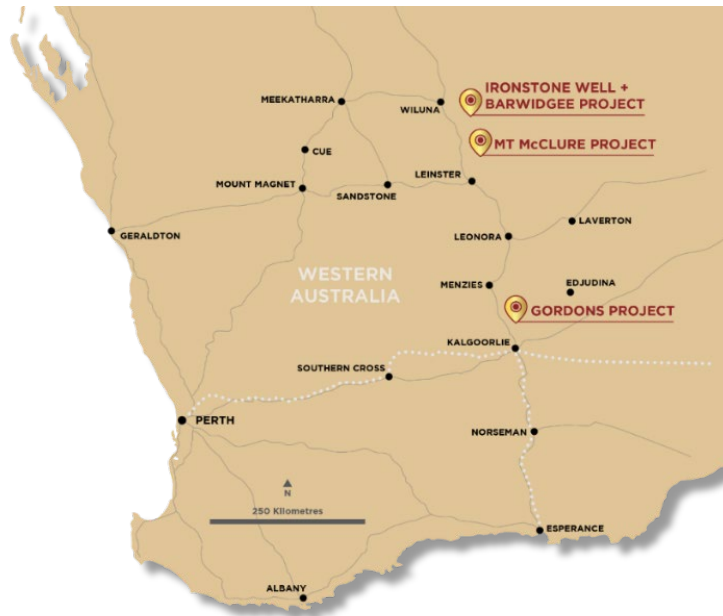 IRONSTONE WELL +
BARWIDGEE PROJECT
MEEKATHARRA
WILUNA
MT McCLURE PROJECT
CUE
LEINSTER
MOUNT MAGNET
SANDSTONE
LAVERTON
GERALDTON
LEONORA
WESTERN
AUSTRALIA
MENZIES
EDJUDINA
GORDONS PROJECT
KALGOORLIE
SOUTHERN CROSS
PERTH
NORSEMAN
N
250 Kilometres
ESPERANCE
ALBANY